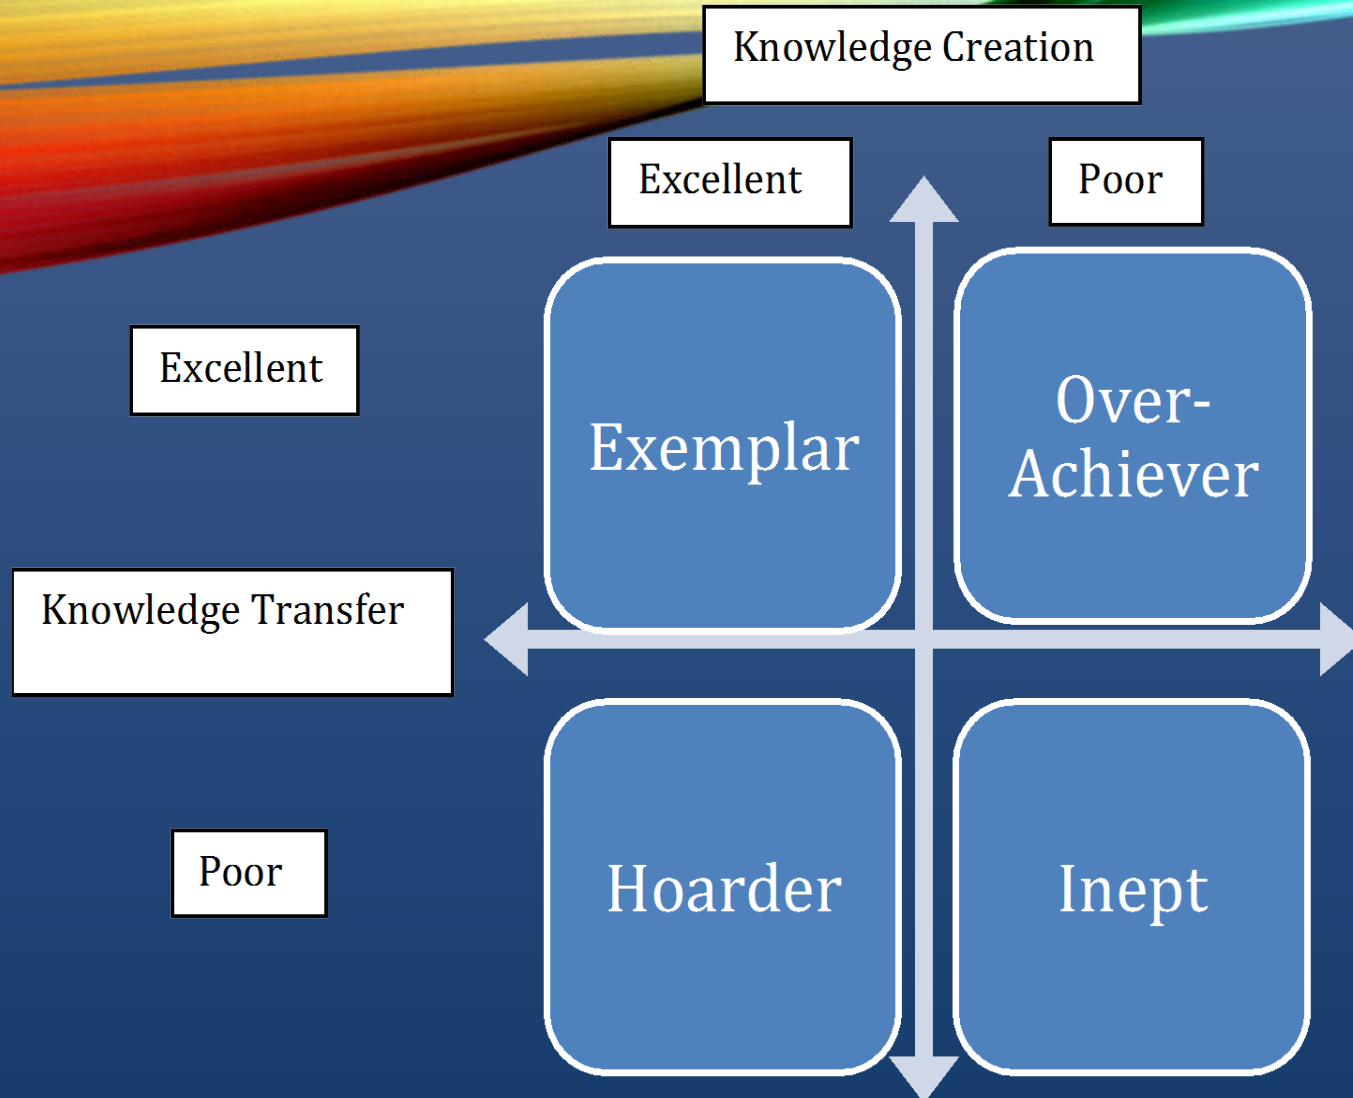 Knowledge Creation
Excellent
Poor
Excellent
Exemplar
Over-
Achiever
Knowledge Transfer
Poor
Hoarder
Inept